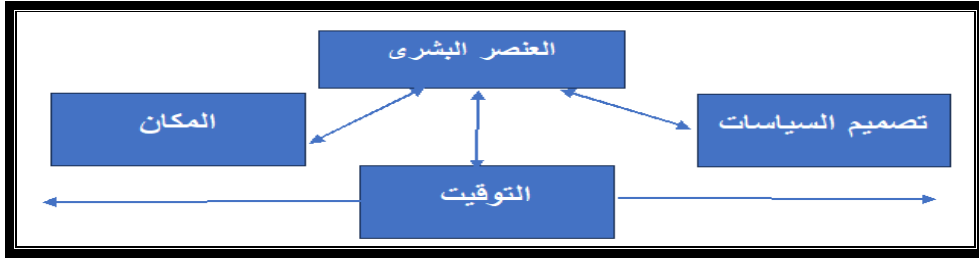 العنصر البشرى
المكان
تصميم السياسات
التوقيت